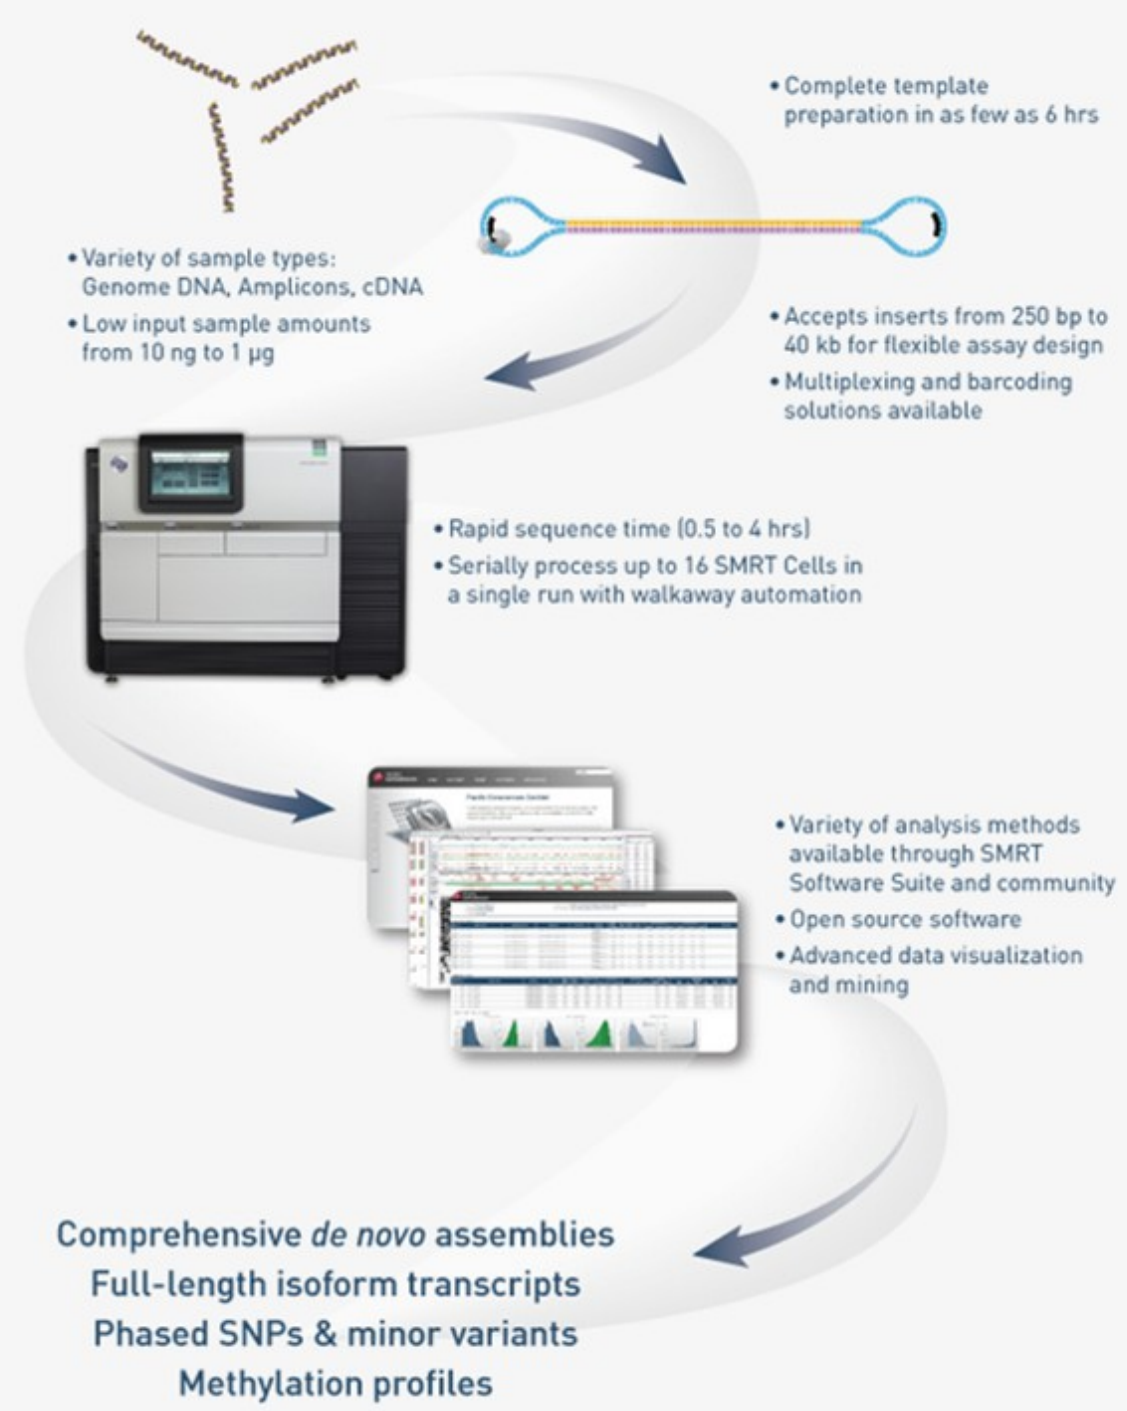 • Complete template
preparation in as few as 6 hrs
• Variety of sample types:
Genome DNA, Amplicons, cDNA
• Low input sample amounts
from 10 ng to 1 µg
• Accepts inserts from 250 bp to
40 kb for flexible assay design
• Multiplexing and barcoding
solutions available
• Rapid sequence time (0.5 to 4 hrs)
• Serially process up to 16 SMRT Cells in
a single run with walkaway automation
• Variety of analysis methods
available through SMRT
Software Suite and community
• Open source software
• Advanced data visualization
and mining
Comprehensive de novo assemblies
Full-length isoform transcripts
Phased SNPs & minor variants
Methylation profiles